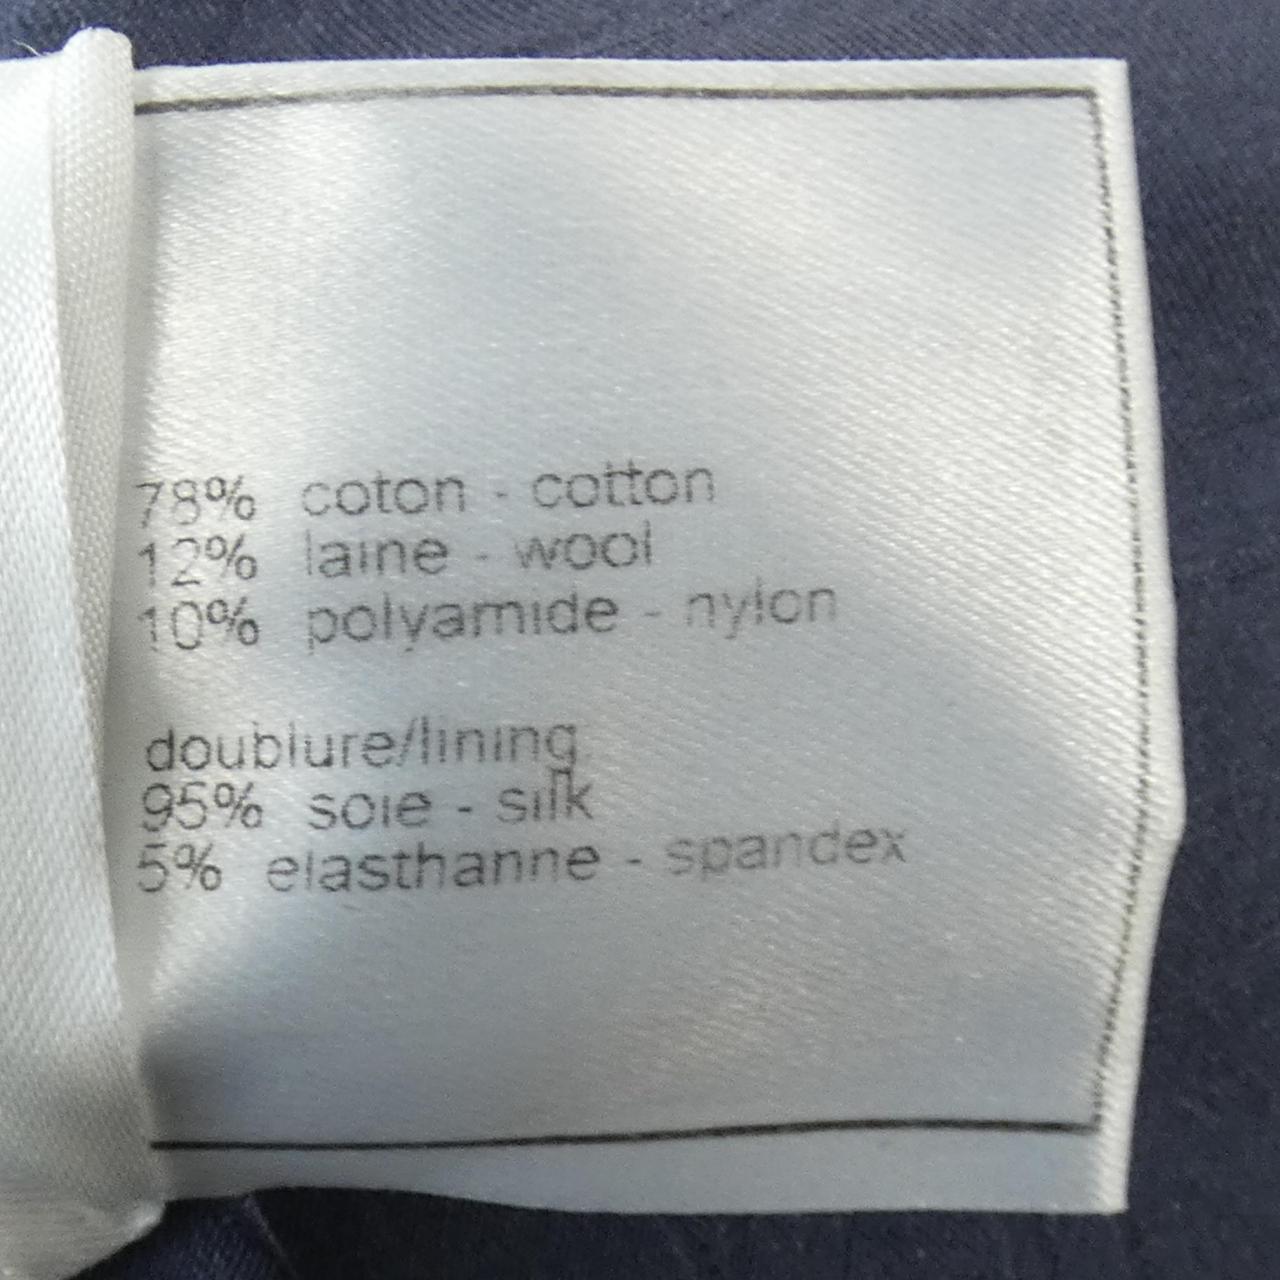 78% coton - cotton
12% laine - wool
10% polyamide - nylon
doublure/lining
95% soie - silk
5% elasthanne - spandex